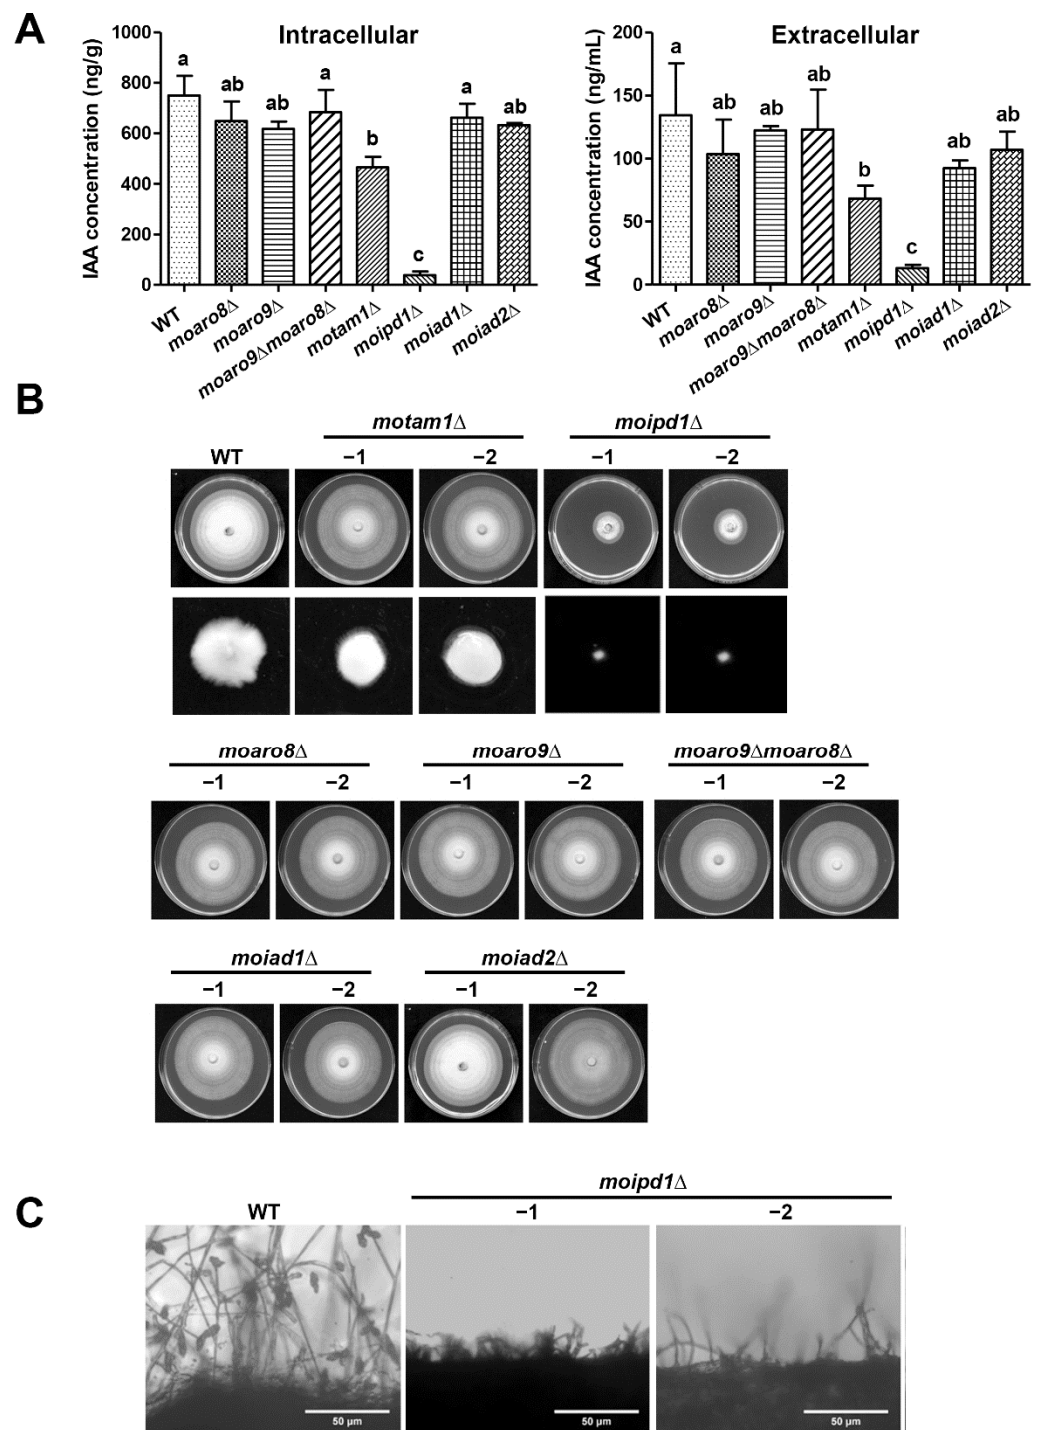 A
Intracellular
IAA concentration (ng/g)
1000
800
600
400
200
0
a
ab
ab
a
b
c
a
ab
WT
moaro8Δ
moaro9Δ
moaro9Δmoaro8Δ
motam1Δ
moipd1Δ
moiad1Δ
moiad2Δ
Extracellular
IAA concentration (ng/mL)
200
150
100
50
0
a
ab
ab
ab
b
c
ab
ab
WT
moaro8Δ
moaro9Δ
moaro9Δmoaro8Δ
motam1Δ
moipd1Δ
moiad1Δ
moiad2Δ
B
motam1Δ moipd1Δ
WT −1 −2 −1 −2
moaro8Δ moaro9Δ moaro9Δmoaro8Δ
−1 −2 −1 −2 −1 −2
moiad1Δ moiad2Δ
−1 −2 −1 −2
C
moipd1Δ
WT −1 −2
50 µm 50 µm 50 µm